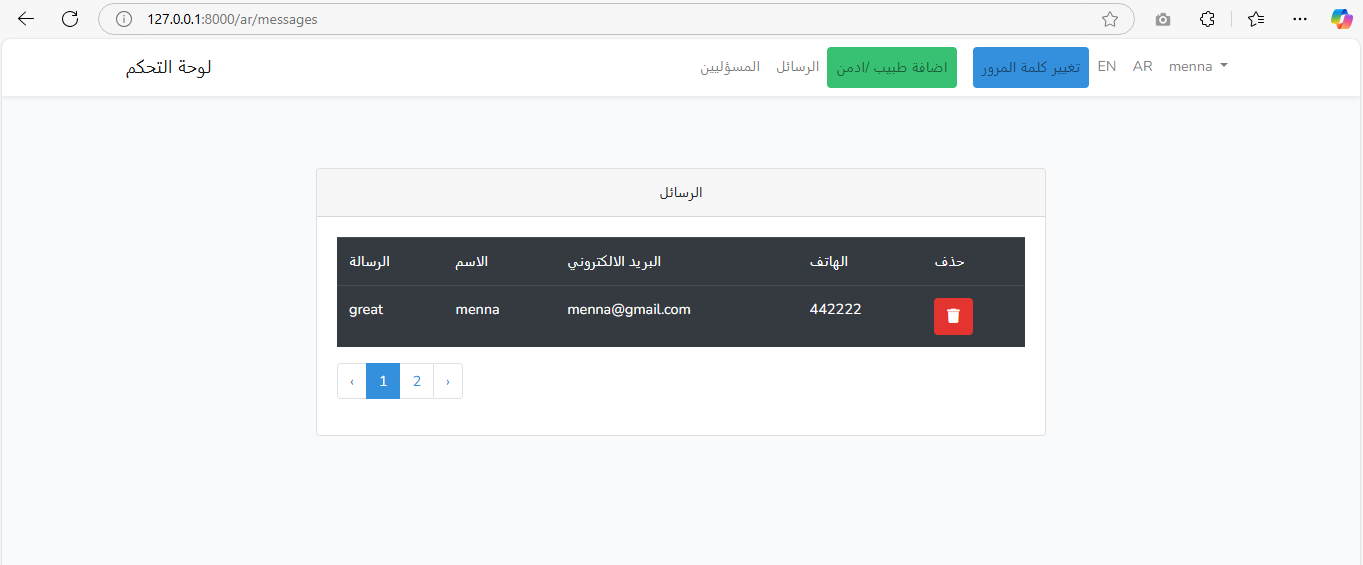 127.0.0.1:8000/ar/messages
لوحة التحكم
المسؤليين الرسائل اضافة طبيب /ادمن تغيير كلمة المرور EN AR menna
الرسائل
الرسالة الاسم البريد الالكتروني الهاتف حذف
great menna menna@gmail.com 442222
‹ 1 2 ›